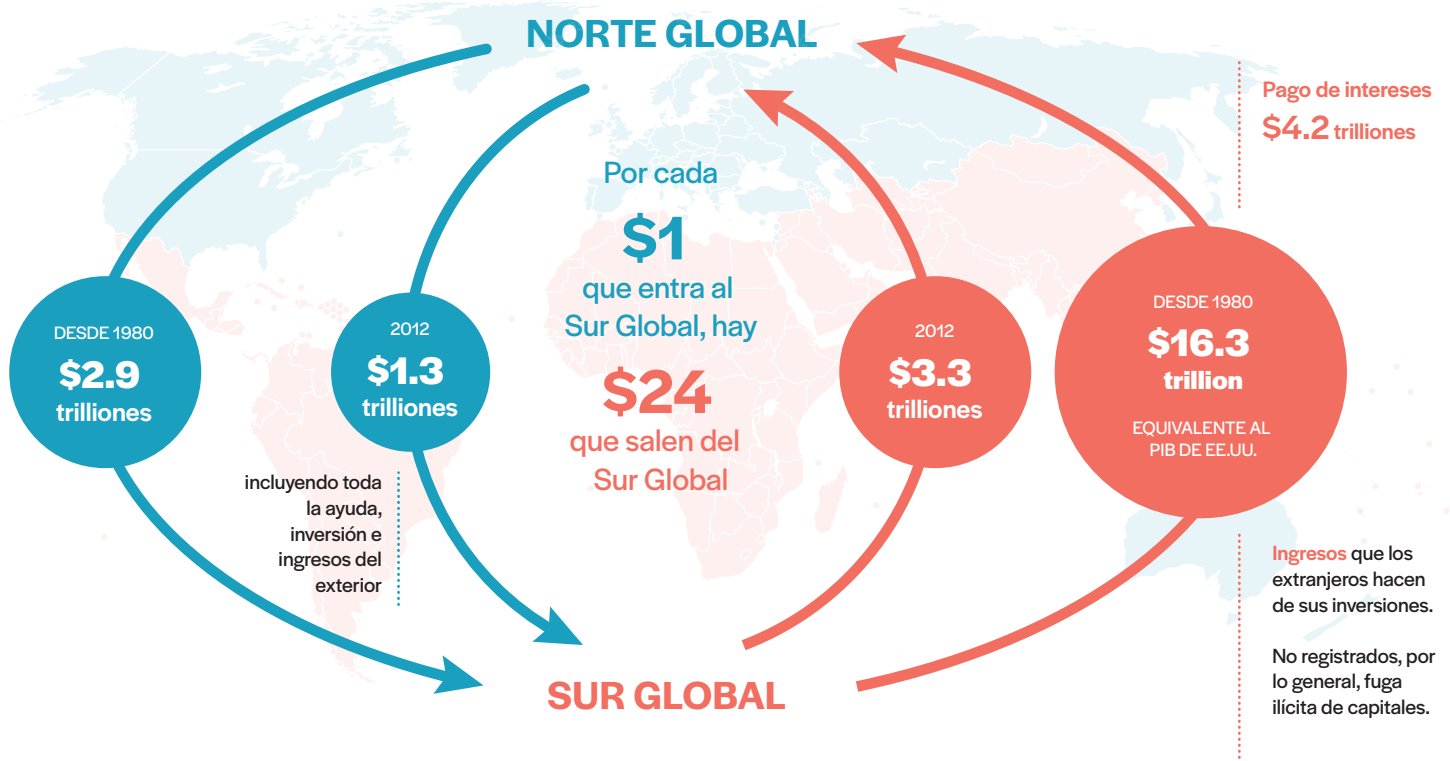 NORTE GLOBAL
Pago de intereses
$4.2 trilliones
Por cada
$1
que entra al
Sur Global, hay
$24
que salen del
Sur Global
DESDE 1980
$2.9
trilliones
2012
$1.3
trilliones
2012
$3.3
trilliones
DESDE 1980
$16.3
trillion
EQUIVALENTE AL
PIB DE EE.UU.
incluyendo toda
la ayuda,
inversión e
ingresos del
exterior
Ingresos que los
extranjeros hacen
de sus inversiones.
No registrados, por
lo general, fuga
ilícita de capitales.
SUR GLOBAL